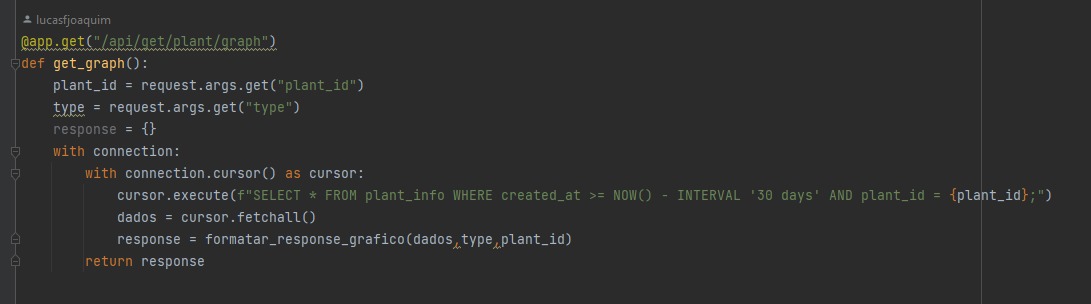 lucasfjoaquim
@app.get("/api/get/plant/graph")
def get_graph():
    plant_id = request.args.get("plant_id")
    type = request.args.get("type")
    response = {}
    with connection:
        with connection.cursor() as cursor:
            cursor.execute(f"SELECT * FROM plant_info WHERE created_at >= NOW() - INTERVAL '30 days' AND plant_id = {plant_id};")
            dados = cursor.fetchall()
            response = formatar_response_grafico(dados,type,plant_id)
        return response